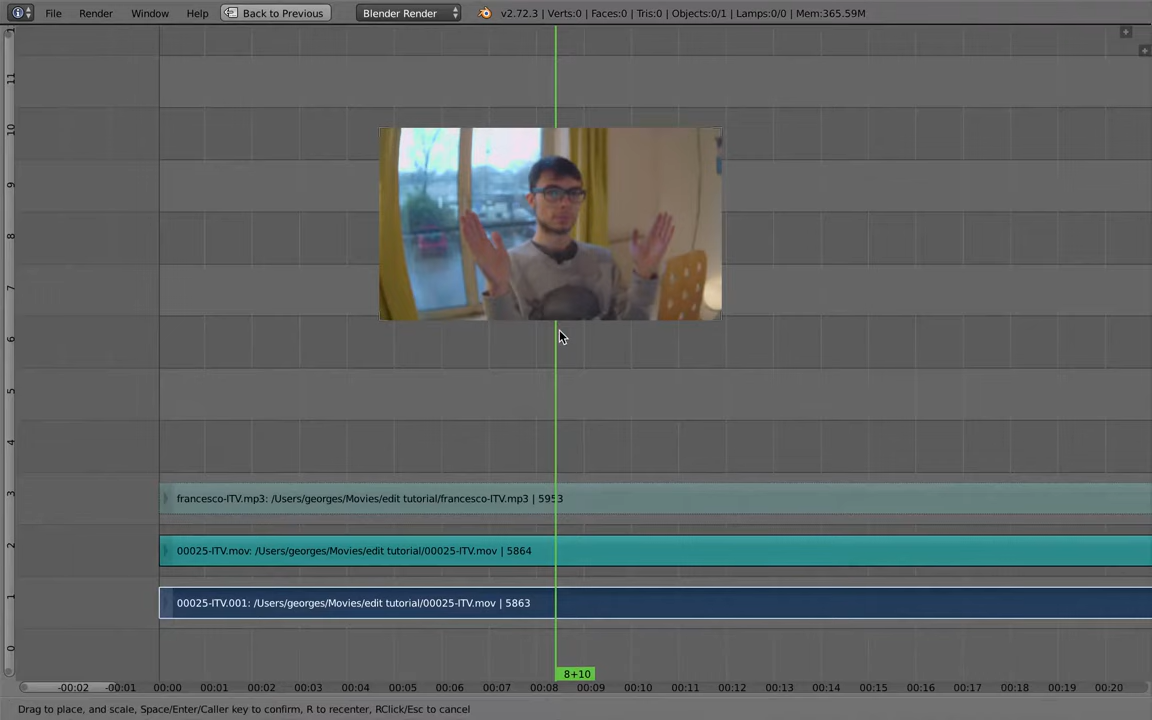 File Render Window Help Back to Previous Blender Render v2.72.3 | Verts:0 | Faces:0 | Tris:0 | Objects:0/1 | Lamps:0/0 | Mem:365.59M
11
10
9
8
7
6
5
4
3 francesco-ITV.mp3: /Users/georges/Movies/edit tutorial/francesco-ITV.mp3 | 5953
2 00025-ITV.mov: /Users/georges/Movies/edit tutorial/00025-ITV.mov | 5864
1 00025-ITV.001: /Users/georges/Movies/edit tutorial/00025-ITV.mov | 5863
0
8+10
-00:02 -00:01 00:00 00:01 00:02 00:03 00:04 00:05 00:06 00:07 00:08 00:09 00:10 00:11 00:12 00:13 00:14 00:15 00:16 00:17 00:18 00:19 00:20
Drag to place, and scale, Space/Enter/Caller key to confirm, R to recenter, RClick/Esc to cancel